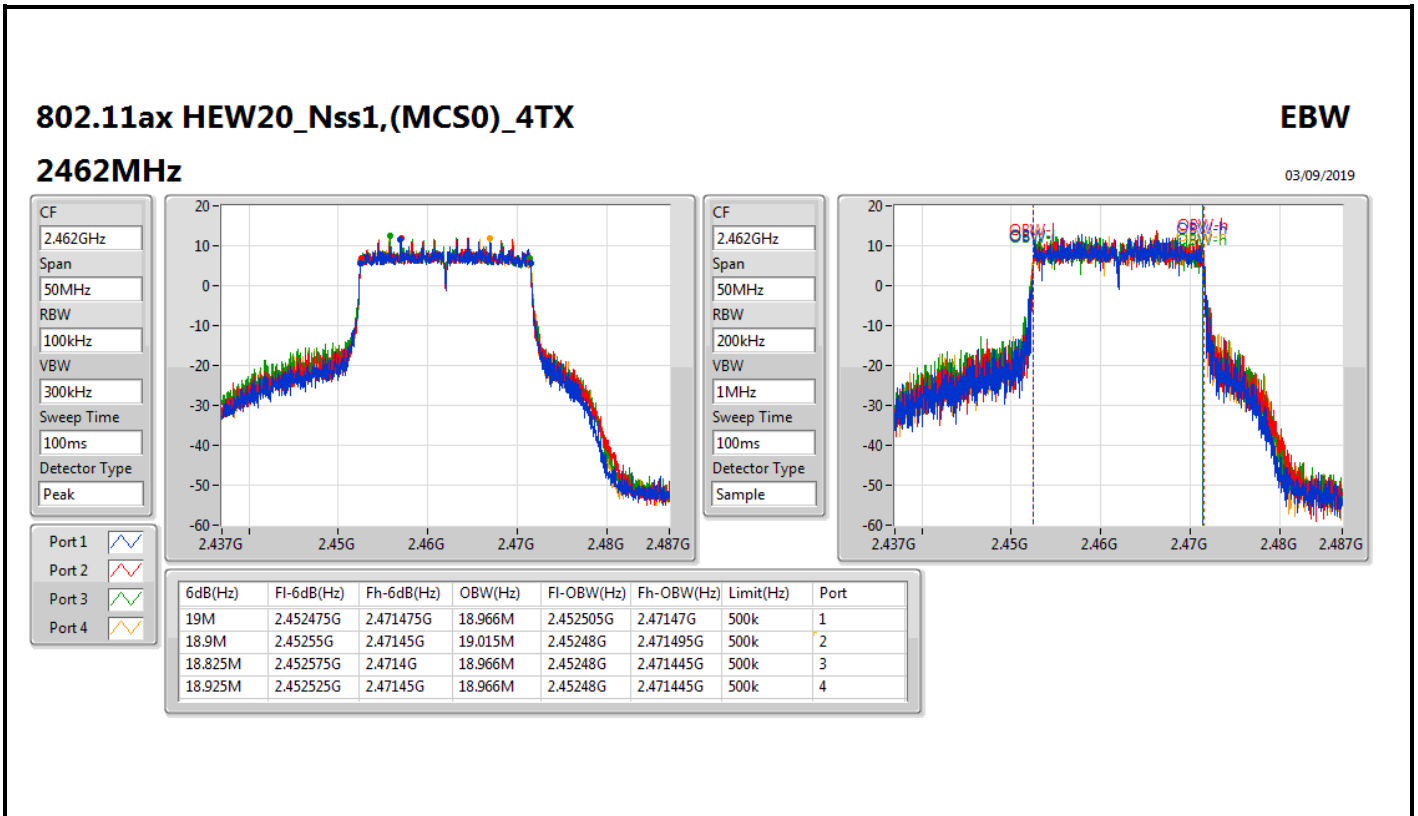 802.11ax HEW20_Nss1,(MCS0)_4TX EBW
2462MHz 03/09/2019
CF
2.462GHz
Span
50MHz
RBW
100kHz
VBW
300kHz
Sweep Time
100ms
Detector Type
Peak
20
10
0
-10
-20
-30
-40
-50
-60
2.437G 2.45G 2.46G 2.47G 2.48G 2.487G
CF
2.462GHz
Span
50MHz
RBW
200kHz
VBW
1MHz
Sweep Time
100ms
Detector Type
Sample
20
10
0
-10
-20
-30
-40
-50
-60
OBW-l OBW-h
OBW-l OBW-h
2.437G 2.45G 2.46G 2.47G 2.48G 2.487G
Port 1
Port 2
Port 3
Port 4
6dB(Hz) Fl-6dB(Hz) Fh-6dB(Hz) OBW(Hz) Fl-OBW(Hz) Fh-OBW(Hz) Limit(Hz) Port
19M 2.452475G 2.471475G 18.966M 2.452505G 2.47147G 500k 1
18.9M 2.45255G 2.47145G 19.015M 2.45248G 2.471495G 500k 2
18.825M 2.452575G 2.4714G 18.966M 2.45248G 2.471445G 500k 3
18.925M 2.452525G 2.47145G 18.966M 2.45248G 2.471445G 500k 4